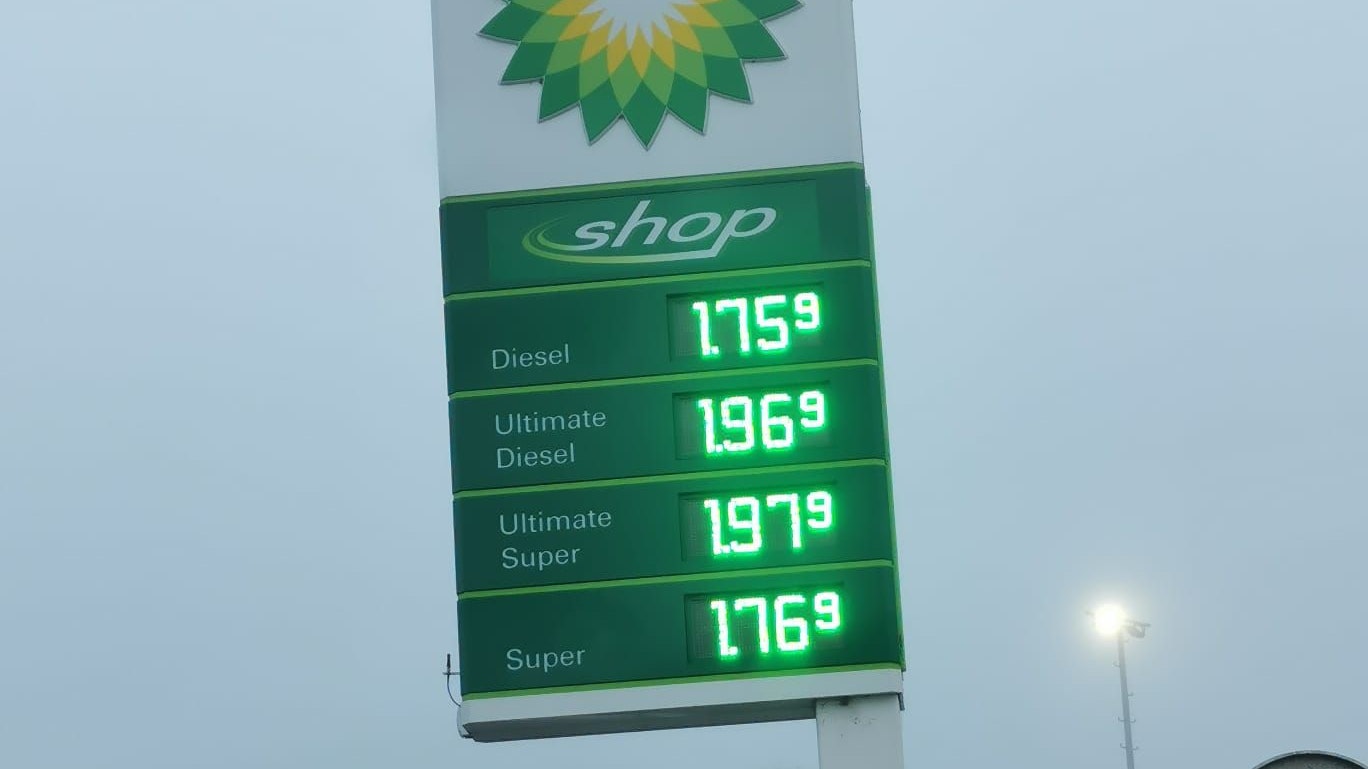 shop
Diesel 1.75⁹
Ultimate
Diesel 1.96⁹
Ultimate
Super 1.97⁹
Super 1.76⁹